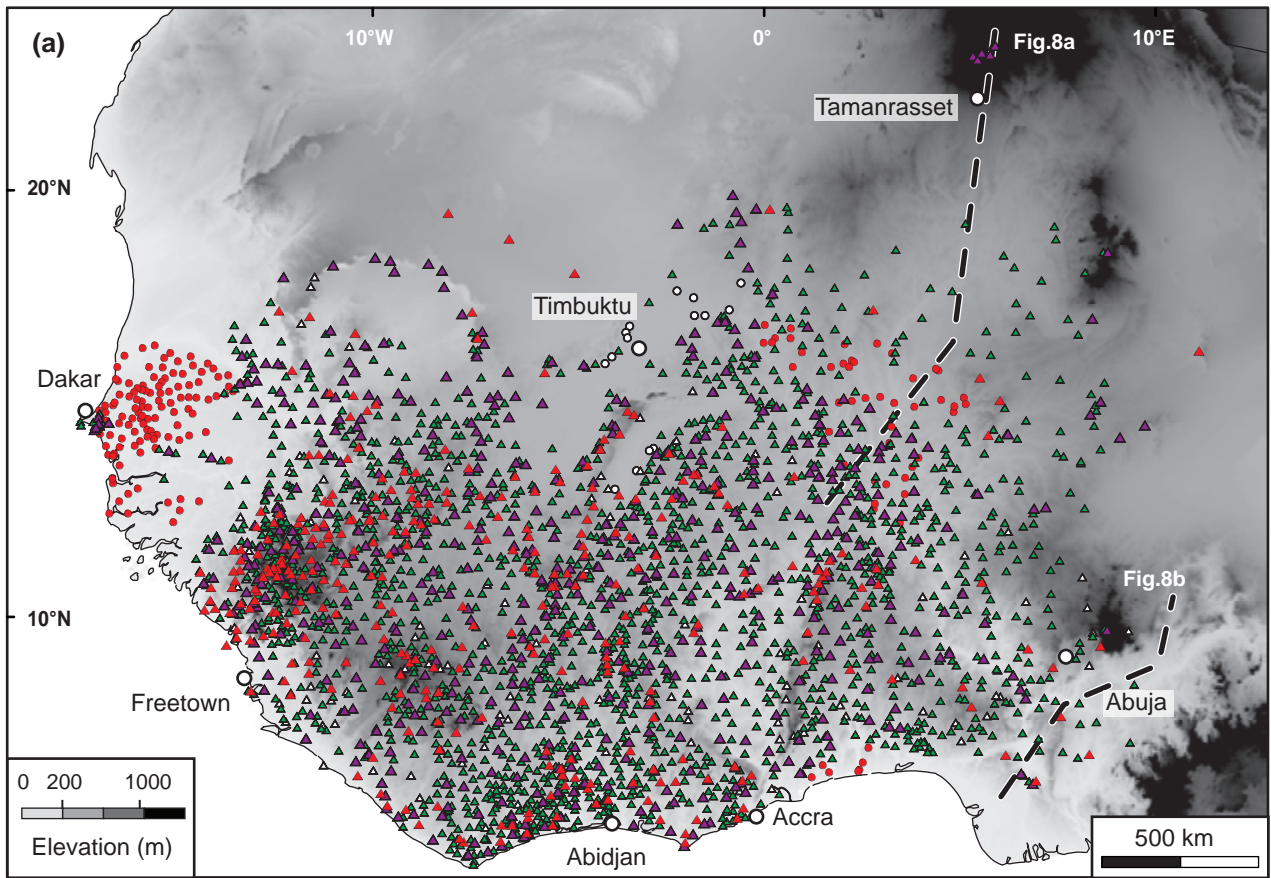 (a)
10°W
0°
10°E
Fig.8a
Tamanrasset
20°N
Timbuktu
Dakar
Fig.8b
10°N
Freetown
Abuja
0 200 1000
Elevation (m)
Accra
Abidjan
500 km